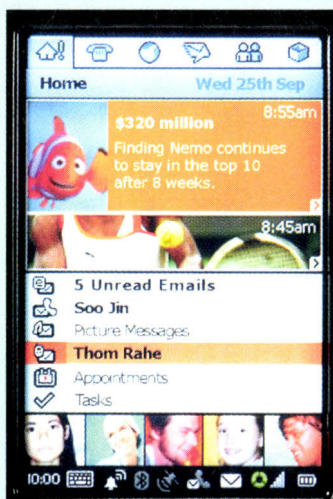 Home Wed 25th Sep
8:55am
$320 million
Finding Nemo continues
to stay in the top 10
after 8 weeks.
8:45am
5 Unread Emails
Soo Jin
Picture Messages
Thom Rahe
Appointments
Tasks
10:00